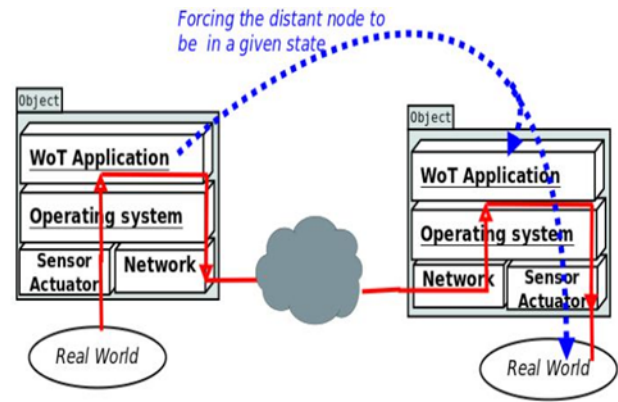 Forcing the distant node to
be in a given state
Object
WoT Application
Operating system
Sensor
Actuator
Network
Real World
Object
WoT Application
Operating system
Network
Sensor
Actuator
Real World